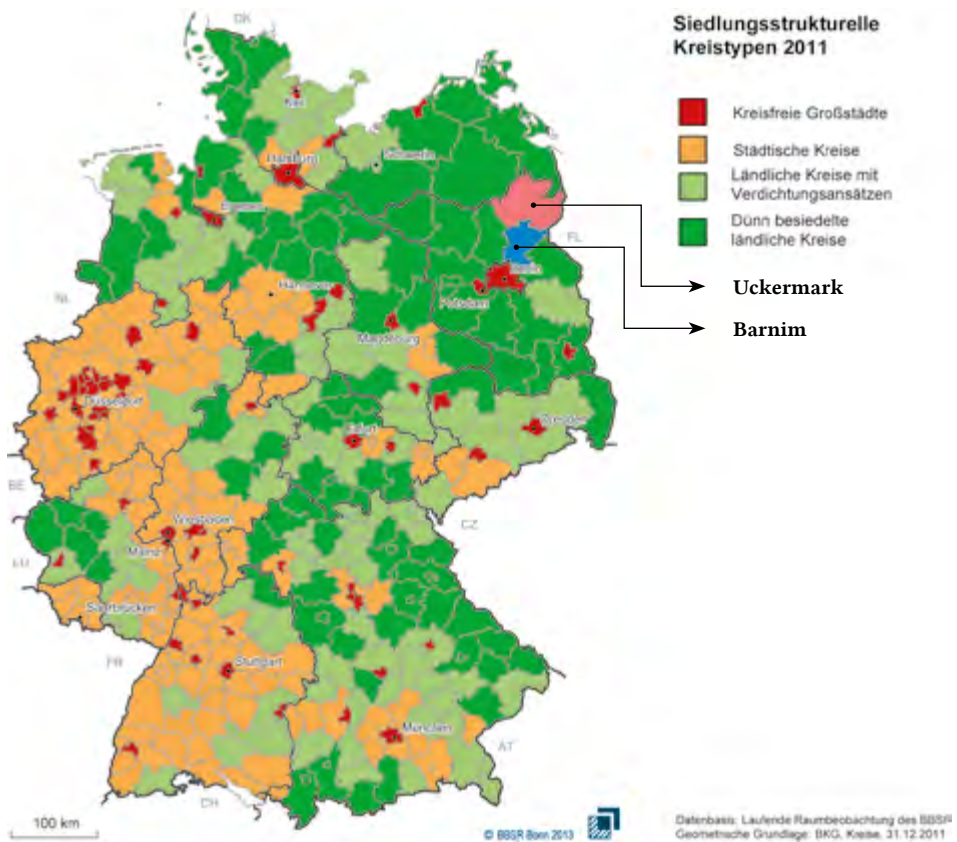 Siedlungsstrukturelle
Kreistypen 2011
Kreisfreie Großstädte
Städtische Kreise
Ländliche Kreise mit
Verdichtungsansätzen
Dünn besiedelte
ländliche Kreise
Uckermark
Barnim
DK
Kiel
Hamburg
Schwerin
Bremen
PL
Berlin
NL
Hannover
Potsdam
Magdeburg
Düsseldorf
Erfurt
Dresden
BE
Wiesbaden
CZ
Mainz
LU
Saarbrücken
FR
Stuttgart
München
AT
CH
100 km
© BBSR Bonn 2013
Datenbasis: Laufende Raumbeobachtung des BBSR
Geometrische Grundlage: BKG, Kreise, 31.12.2011